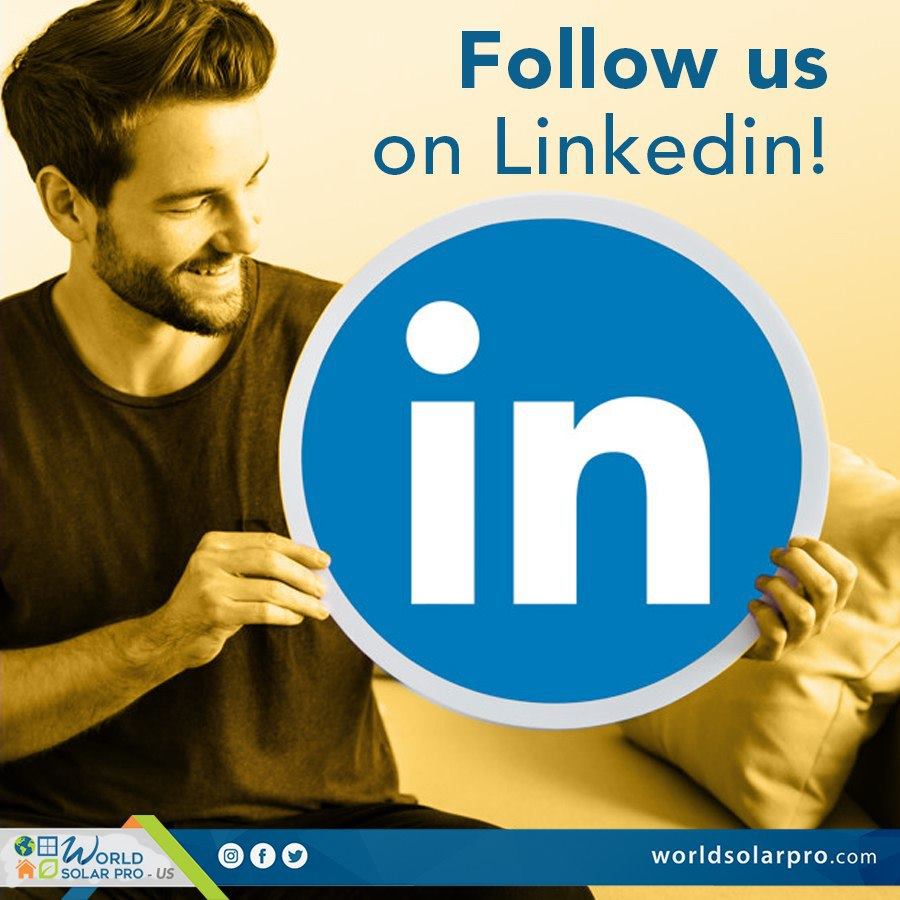 Follow us
on Linkedin!
in
WORLD
SOLAR PRO - US
worldsolarpro.com